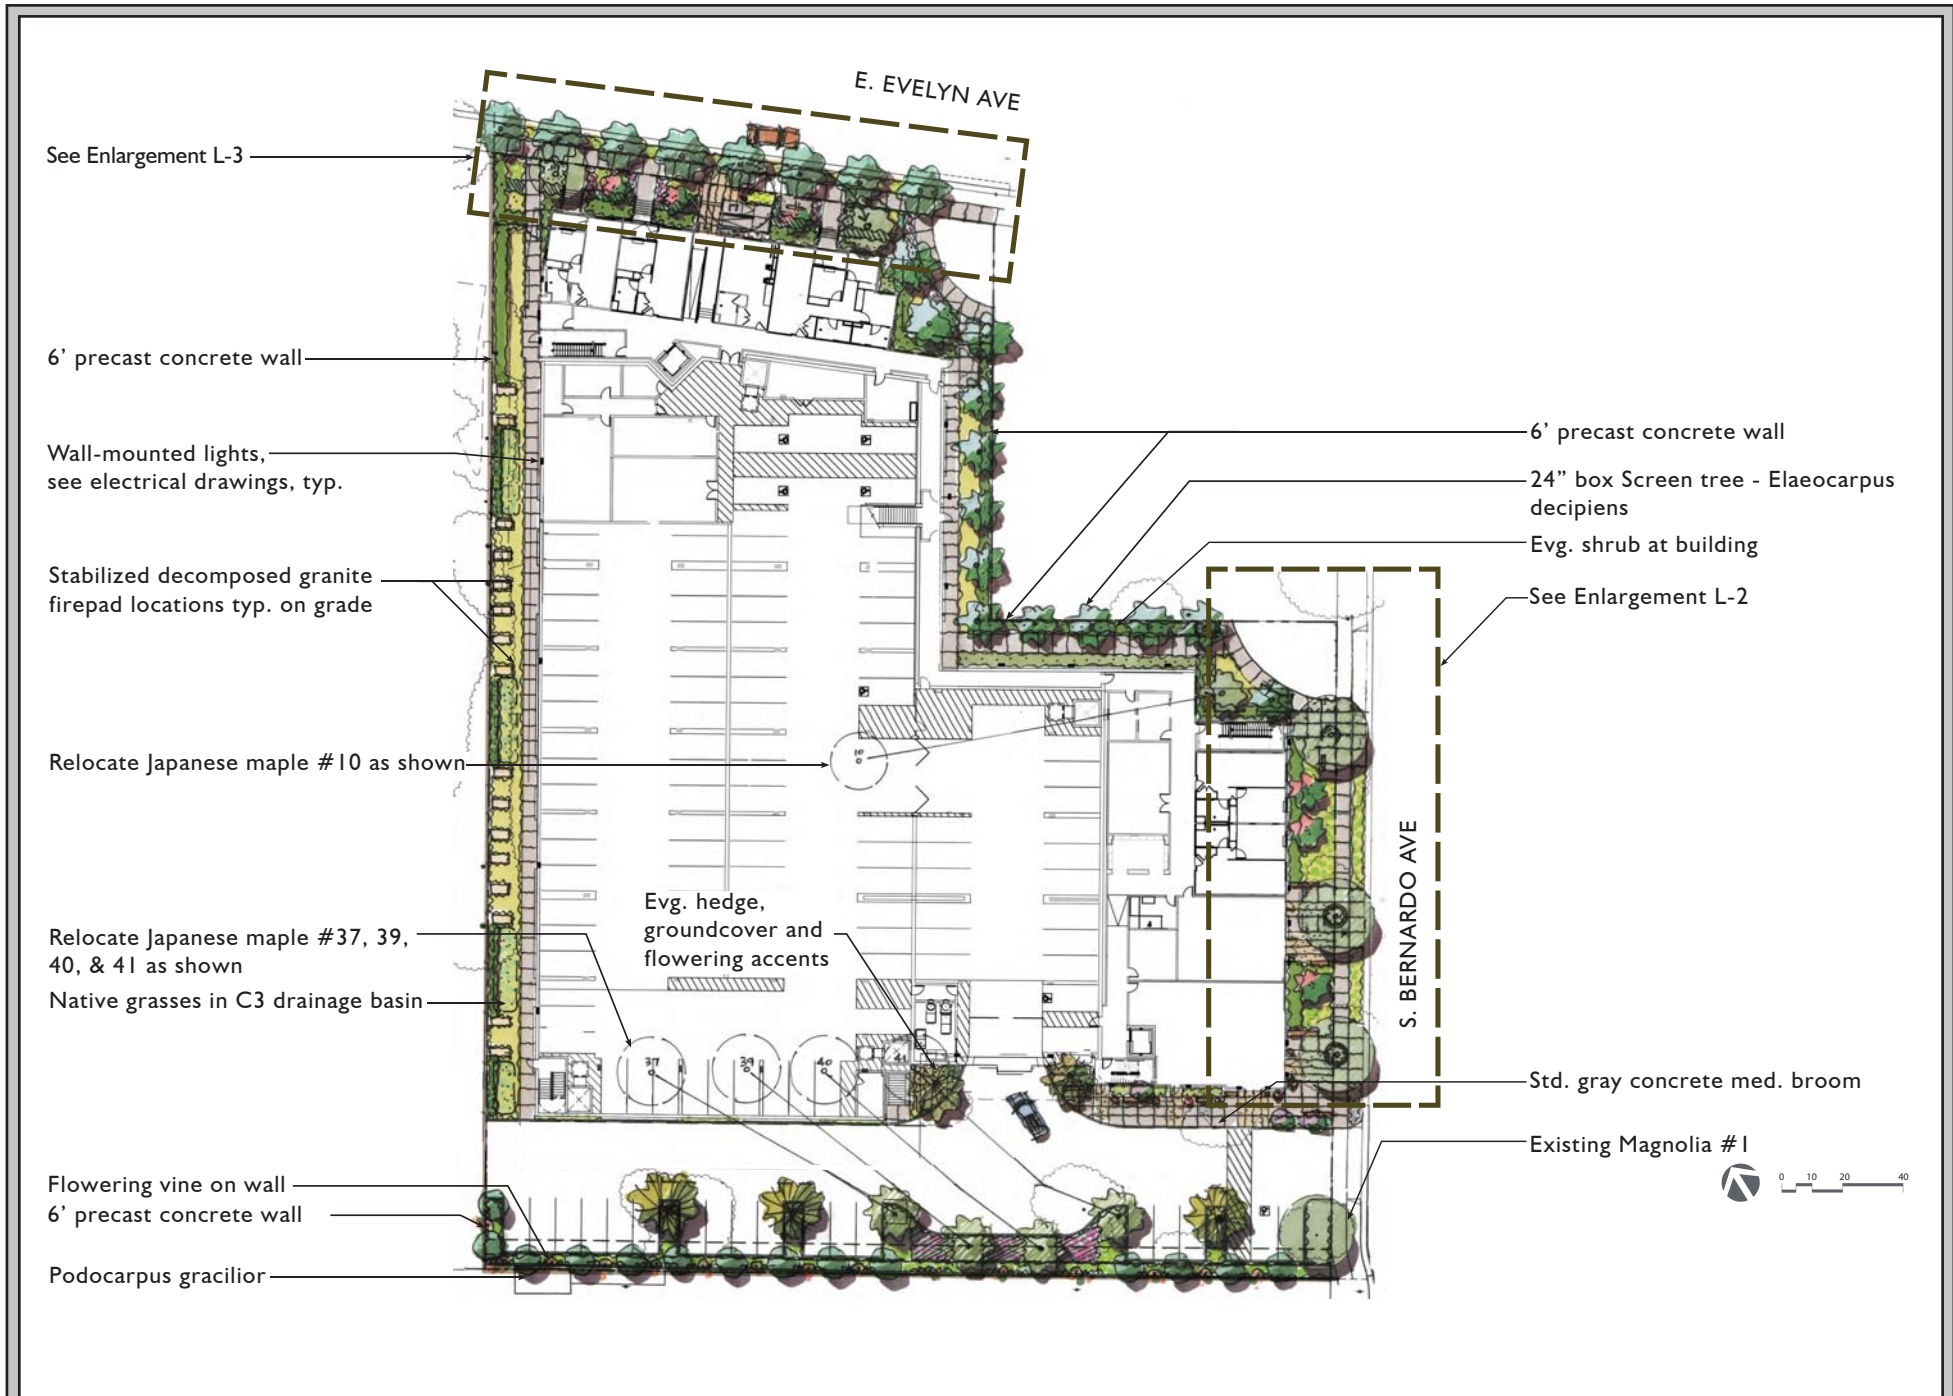 E. EVELYN AVE
See Enlargement L-3
6’ precast concrete wall
Wall-mounted lights,
see electrical drawings, typ.
Stabilized decomposed granite
firepad locations typ. on grade
Relocate Japanese maple #10 as shown
Relocate Japanese maple #37, 39,
40, & 41 as shown
Native grasses in C3 drainage basin
Flowering vine on wall
6’ precast concrete wall
Podocarpus gracilior
Evg. hedge,
groundcover and
flowering accents
10
37
39
40
41
6’ precast concrete wall
24” box Screen tree - Elaeocarpus
decipiens
Evg. shrub at building
See Enlargement L-2
S. BERNARDO AVE
Std. gray concrete med. broom
Existing Magnolia #1
0 10 20 40